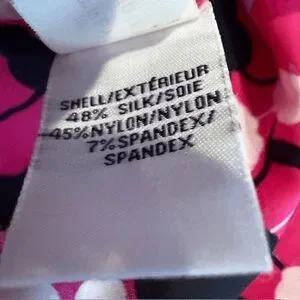 SHELL/EXTÉRIEUR
48% SILK/SOIE
45%NYLON/NYLON
7%SPANDEX/
SPANDEX